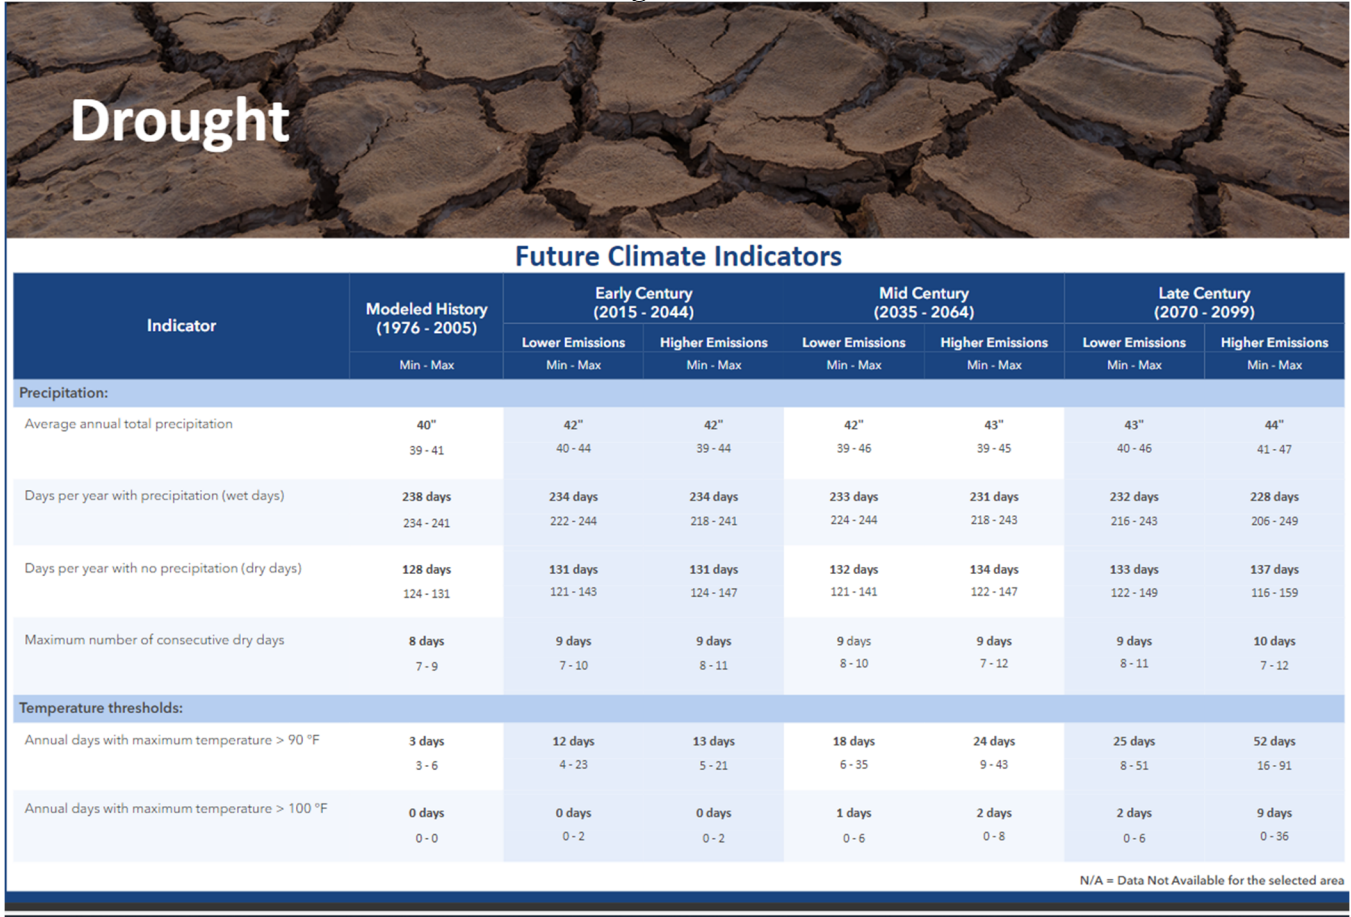 Drought
Future Climate Indicators
Indicator
Modeled History
(1976 - 2005)
Early Century
(2015 - 2044)
Mid Century
(2035 - 2064)
Late Century
(2070 - 2099)
Lower Emissions Higher Emissions Lower Emissions Higher Emissions Lower Emissions Higher Emissions
Min - Max Min - Max Min - Max Min - Max Min - Max Min - Max Min - Max
Precipitation:
Average annual total precipitation 40" 42" 42" 42" 43" 43" 44"
39 - 41 40 - 44 39 - 44 39 - 46 39 - 45 40 - 46 41 - 47
Days per year with precipitation (wet days) 238 days 234 days 234 days 233 days 231 days 232 days 228 days
234 - 241 222 - 244 218 - 241 224 - 244 218 - 243 216 - 243 206 - 249
Days per year with no precipitation (dry days) 128 days 131 days 131 days 132 days 134 days 133 days 137 days
124 - 131 121 - 143 124 - 147 121 - 141 122 - 147 122 - 149 116 - 159
Maximum number of consecutive dry days 8 days 9 days 9 days 9 days 9 days 9 days 10 days
7 - 9 7 - 10 8 - 11 8 - 10 7 - 12 8 - 11 7 - 12
Temperature thresholds:
Annual days with maximum temperature > 90 °F 3 days 12 days 13 days 18 days 24 days 25 days 52 days
3 - 6 4 - 23 5 - 21 6 - 35 9 - 43 8 - 51 16 - 91
Annual days with maximum temperature > 100 °F 0 days 0 days 0 days 1 days 2 days 2 days 9 days
0 - 0 0 - 2 0 - 2 0 - 6 0 - 8 0 - 6 0 - 36
N/A = Data Not Available for the selected area